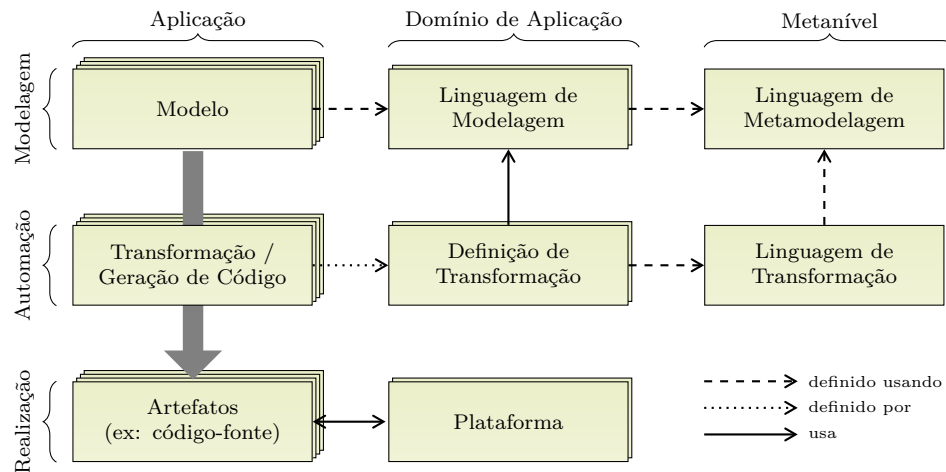 Aplicação
Domínio de Aplicação
Metanível
Modelagem
Modelo
Linguagem de
Modelagem
Linguagem de
Metamodelagem
Automação
Transformação /
Geração de Código
Definição de
Transformação
Linguagem de
Transformação
Realização
Artefatos
(ex: código-fonte)
Plataforma
definido usando
definido por
usa